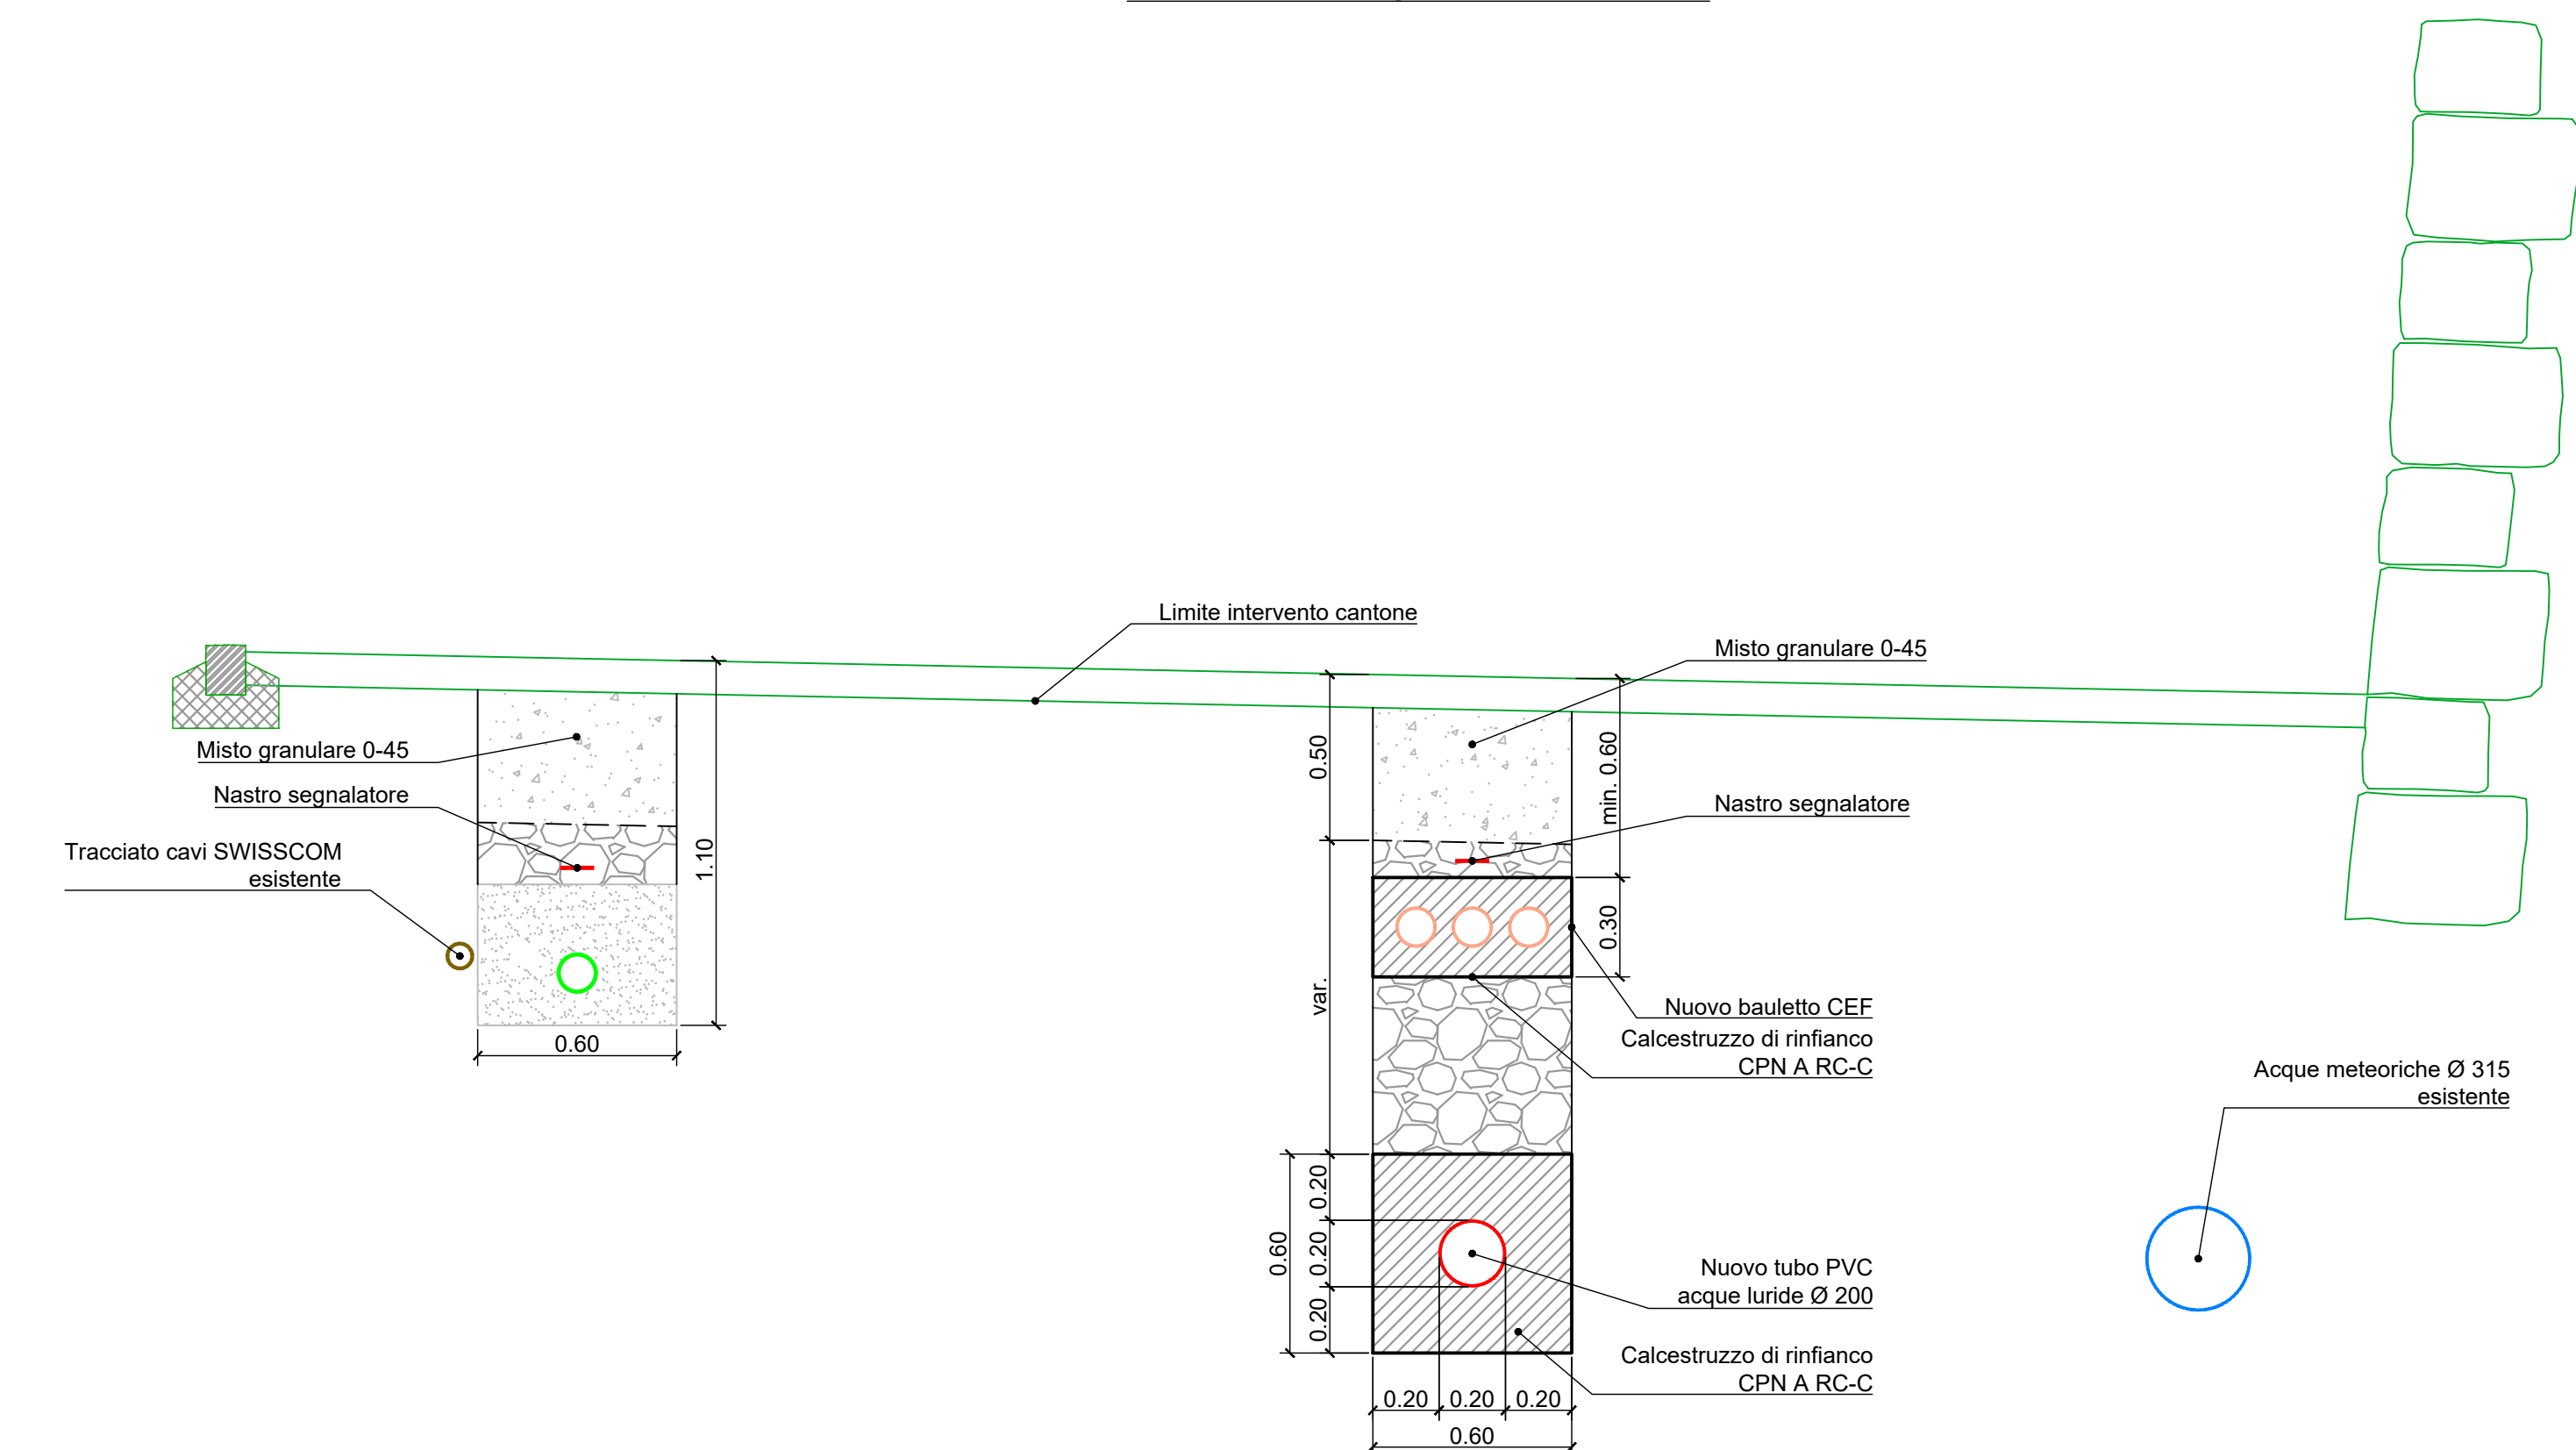 Limite intervento cantone
Misto granulare 0-45
Misto granulare 0-45
Nastro segnalatore
Tracciato cavi SWISSCOM
esistente
1.10
0.60
0.50
min. 0.60
Nastro segnalatore
0.30
var.
Nuovo bauletto CEF
Calcestruzzo di rinfianco
CPN A RC-C
Acque meteoriche Ø 315
esistente
0.20
0.60
0.20
0.20
Nuovo tubo PVC
acque luride Ø 200
Calcestruzzo di rinfianco
CPN A RC-C
0.20 0.20 0.20
0.60